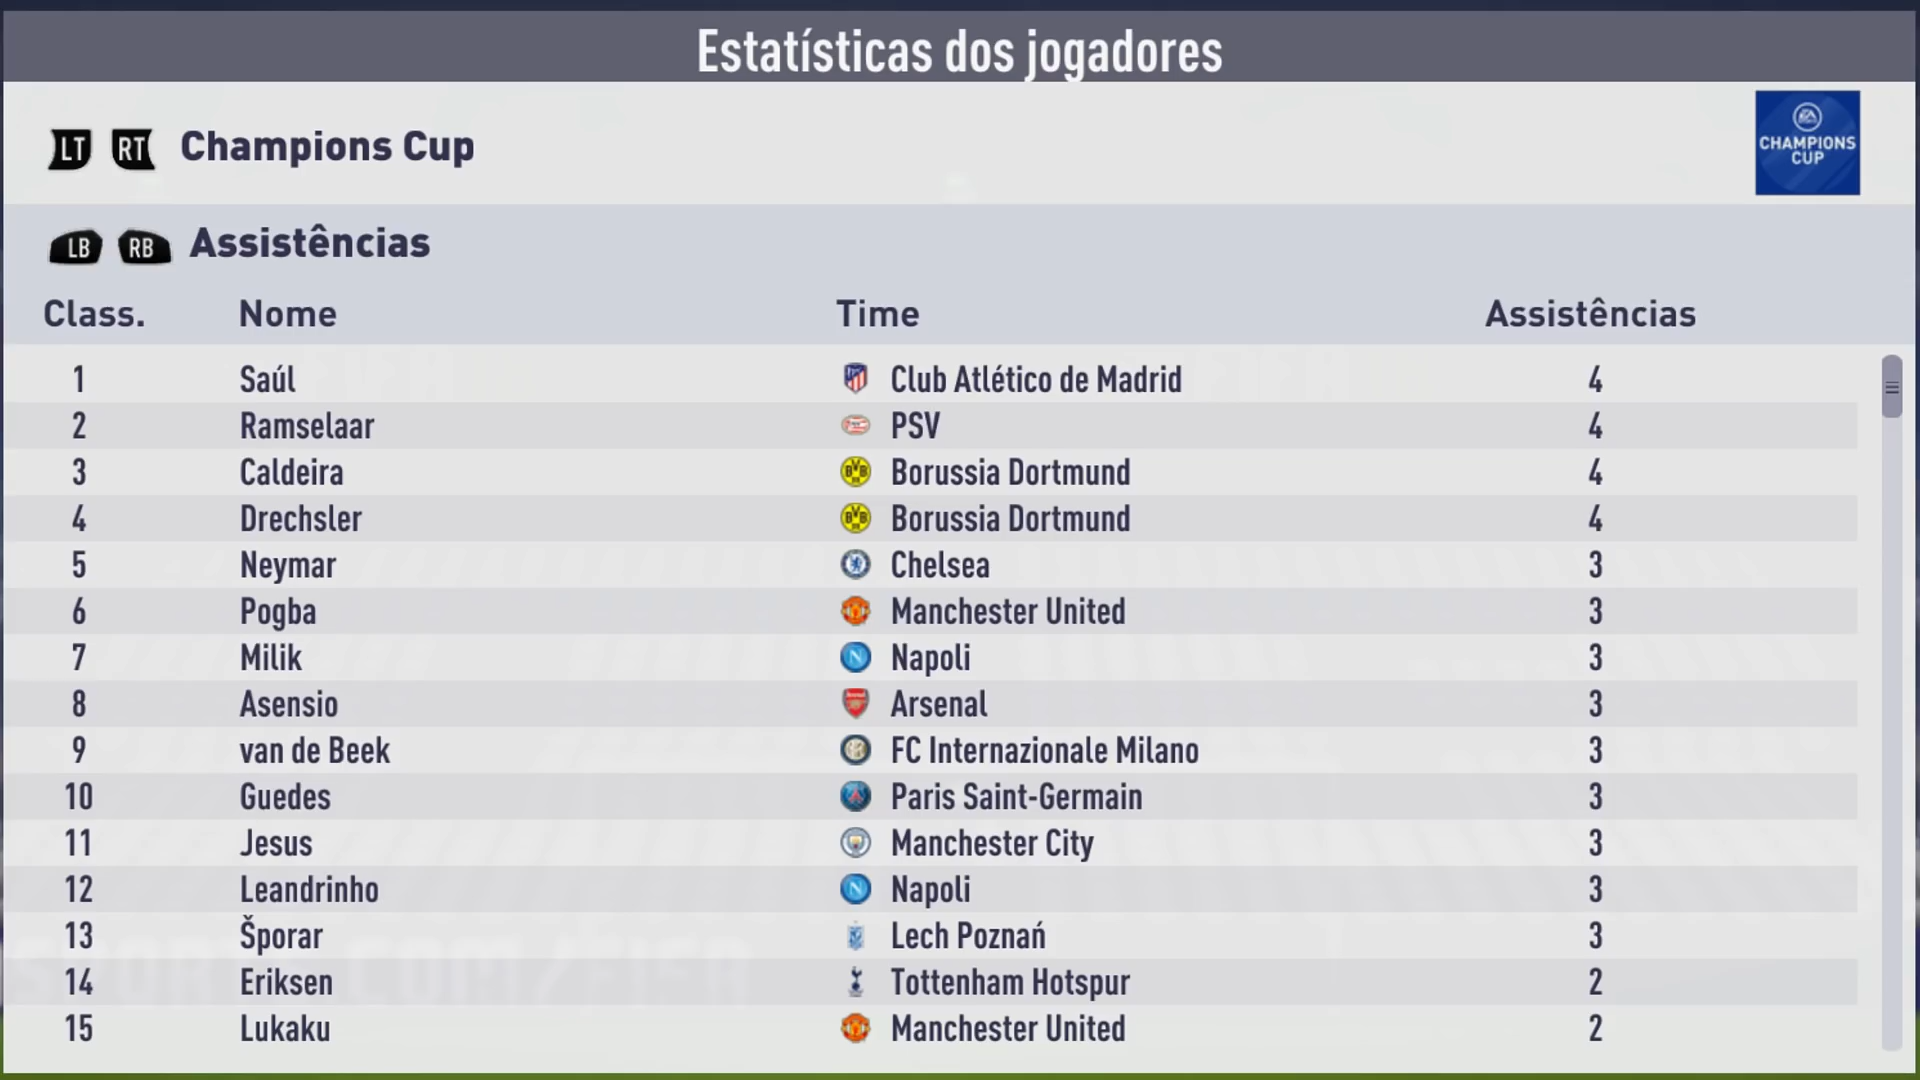 Estatísticas dos jogadores
LT RT Champions Cup
EA SPORTS
CHAMPIONS
CUP
LB RB Assistências
Class. Nome Time Assistências
1 Saúl Club Atlético de Madrid 4
2 Ramselaar PSV 4
3 Caldeira Borussia Dortmund 4
4 Drechsler Borussia Dortmund 4
5 Neymar Chelsea 3
6 Pogba Manchester United 3
7 Milik Napoli 3
8 Asensio Arsenal 3
9 van de Beek FC Internazionale Milano 3
10 Guedes Paris Saint-Germain 3
11 Jesus Manchester City 3
12 Leandrinho Napoli 3
13 Šporar Lech Poznań 3
14 Eriksen Tottenham Hotspur 2
15 Lukaku Manchester United 2